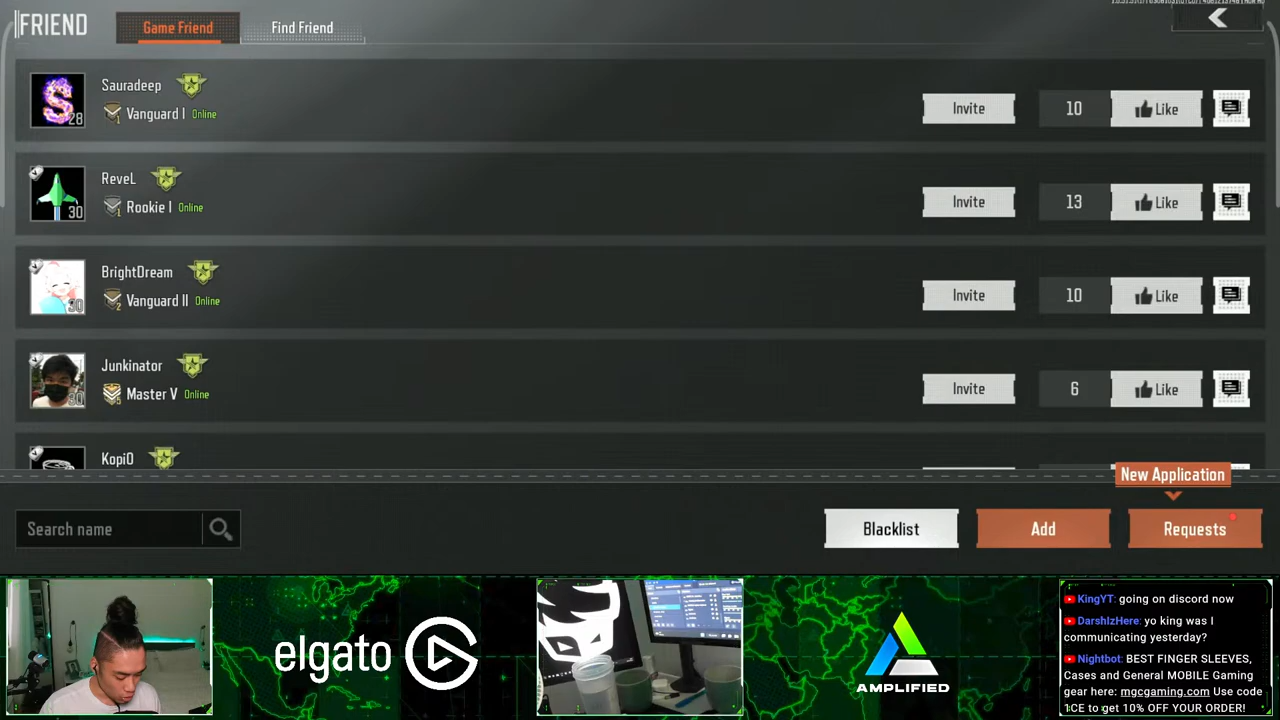 FRIEND
Game Friend
Find Friend
Sauradeep
28
Vanguard I Online
Invite
10
Like
ReveL
30
Rookie I Online
Invite
13
Like
BrightDream
30
Vanguard II Online
Invite
10
Like
Junkinator
30
Master V Online
Invite
6
Like
KopiO
New Application
Search name
Blacklist
Add
Requests
elgato
AMPLIFIED
KingYT: going on discord now
DarshIzHere: yo king was I
communicating yesterday?
Nightbot: BEST FINGER SLEEVES,
Cases and General MOBILE Gaming
gear here: mgcgaming.com Use code
ICE to get 10% OFF YOUR ORDER!